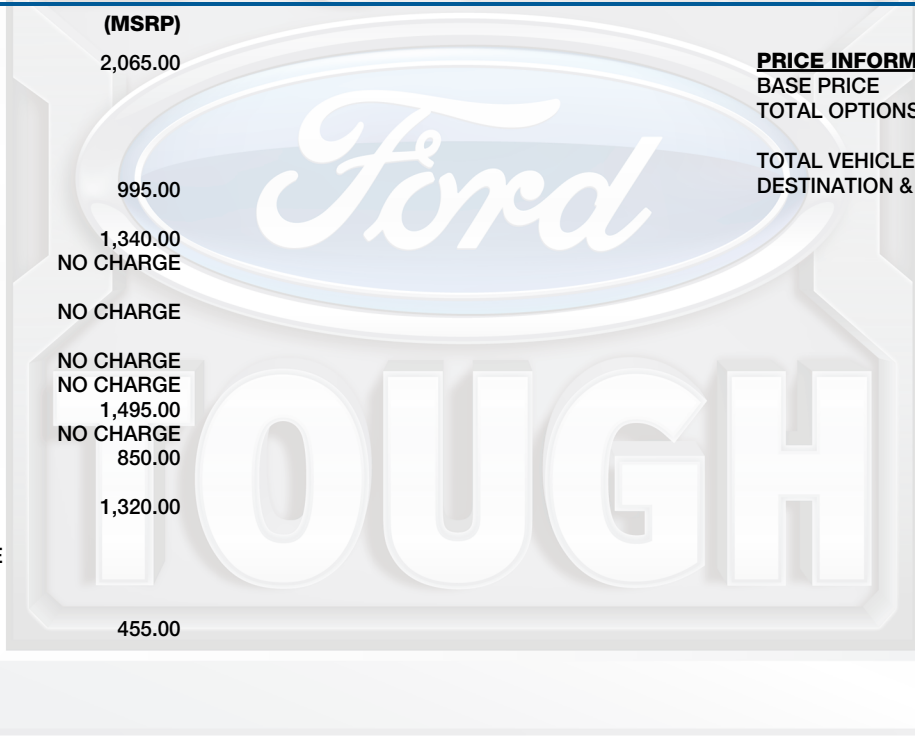 (MSRP)
2,065.00
995.00
1,340.00
NO CHARGE
NO CHARGE
NO CHARGE
NO CHARGE
1,495.00
NO CHARGE
850.00
1,320.00
E
455.00
PRICE INFORM
BASE PRICE
TOTAL OPTIONS
TOTAL VEHICLE
DESTINATION &
Ford
TOUGH